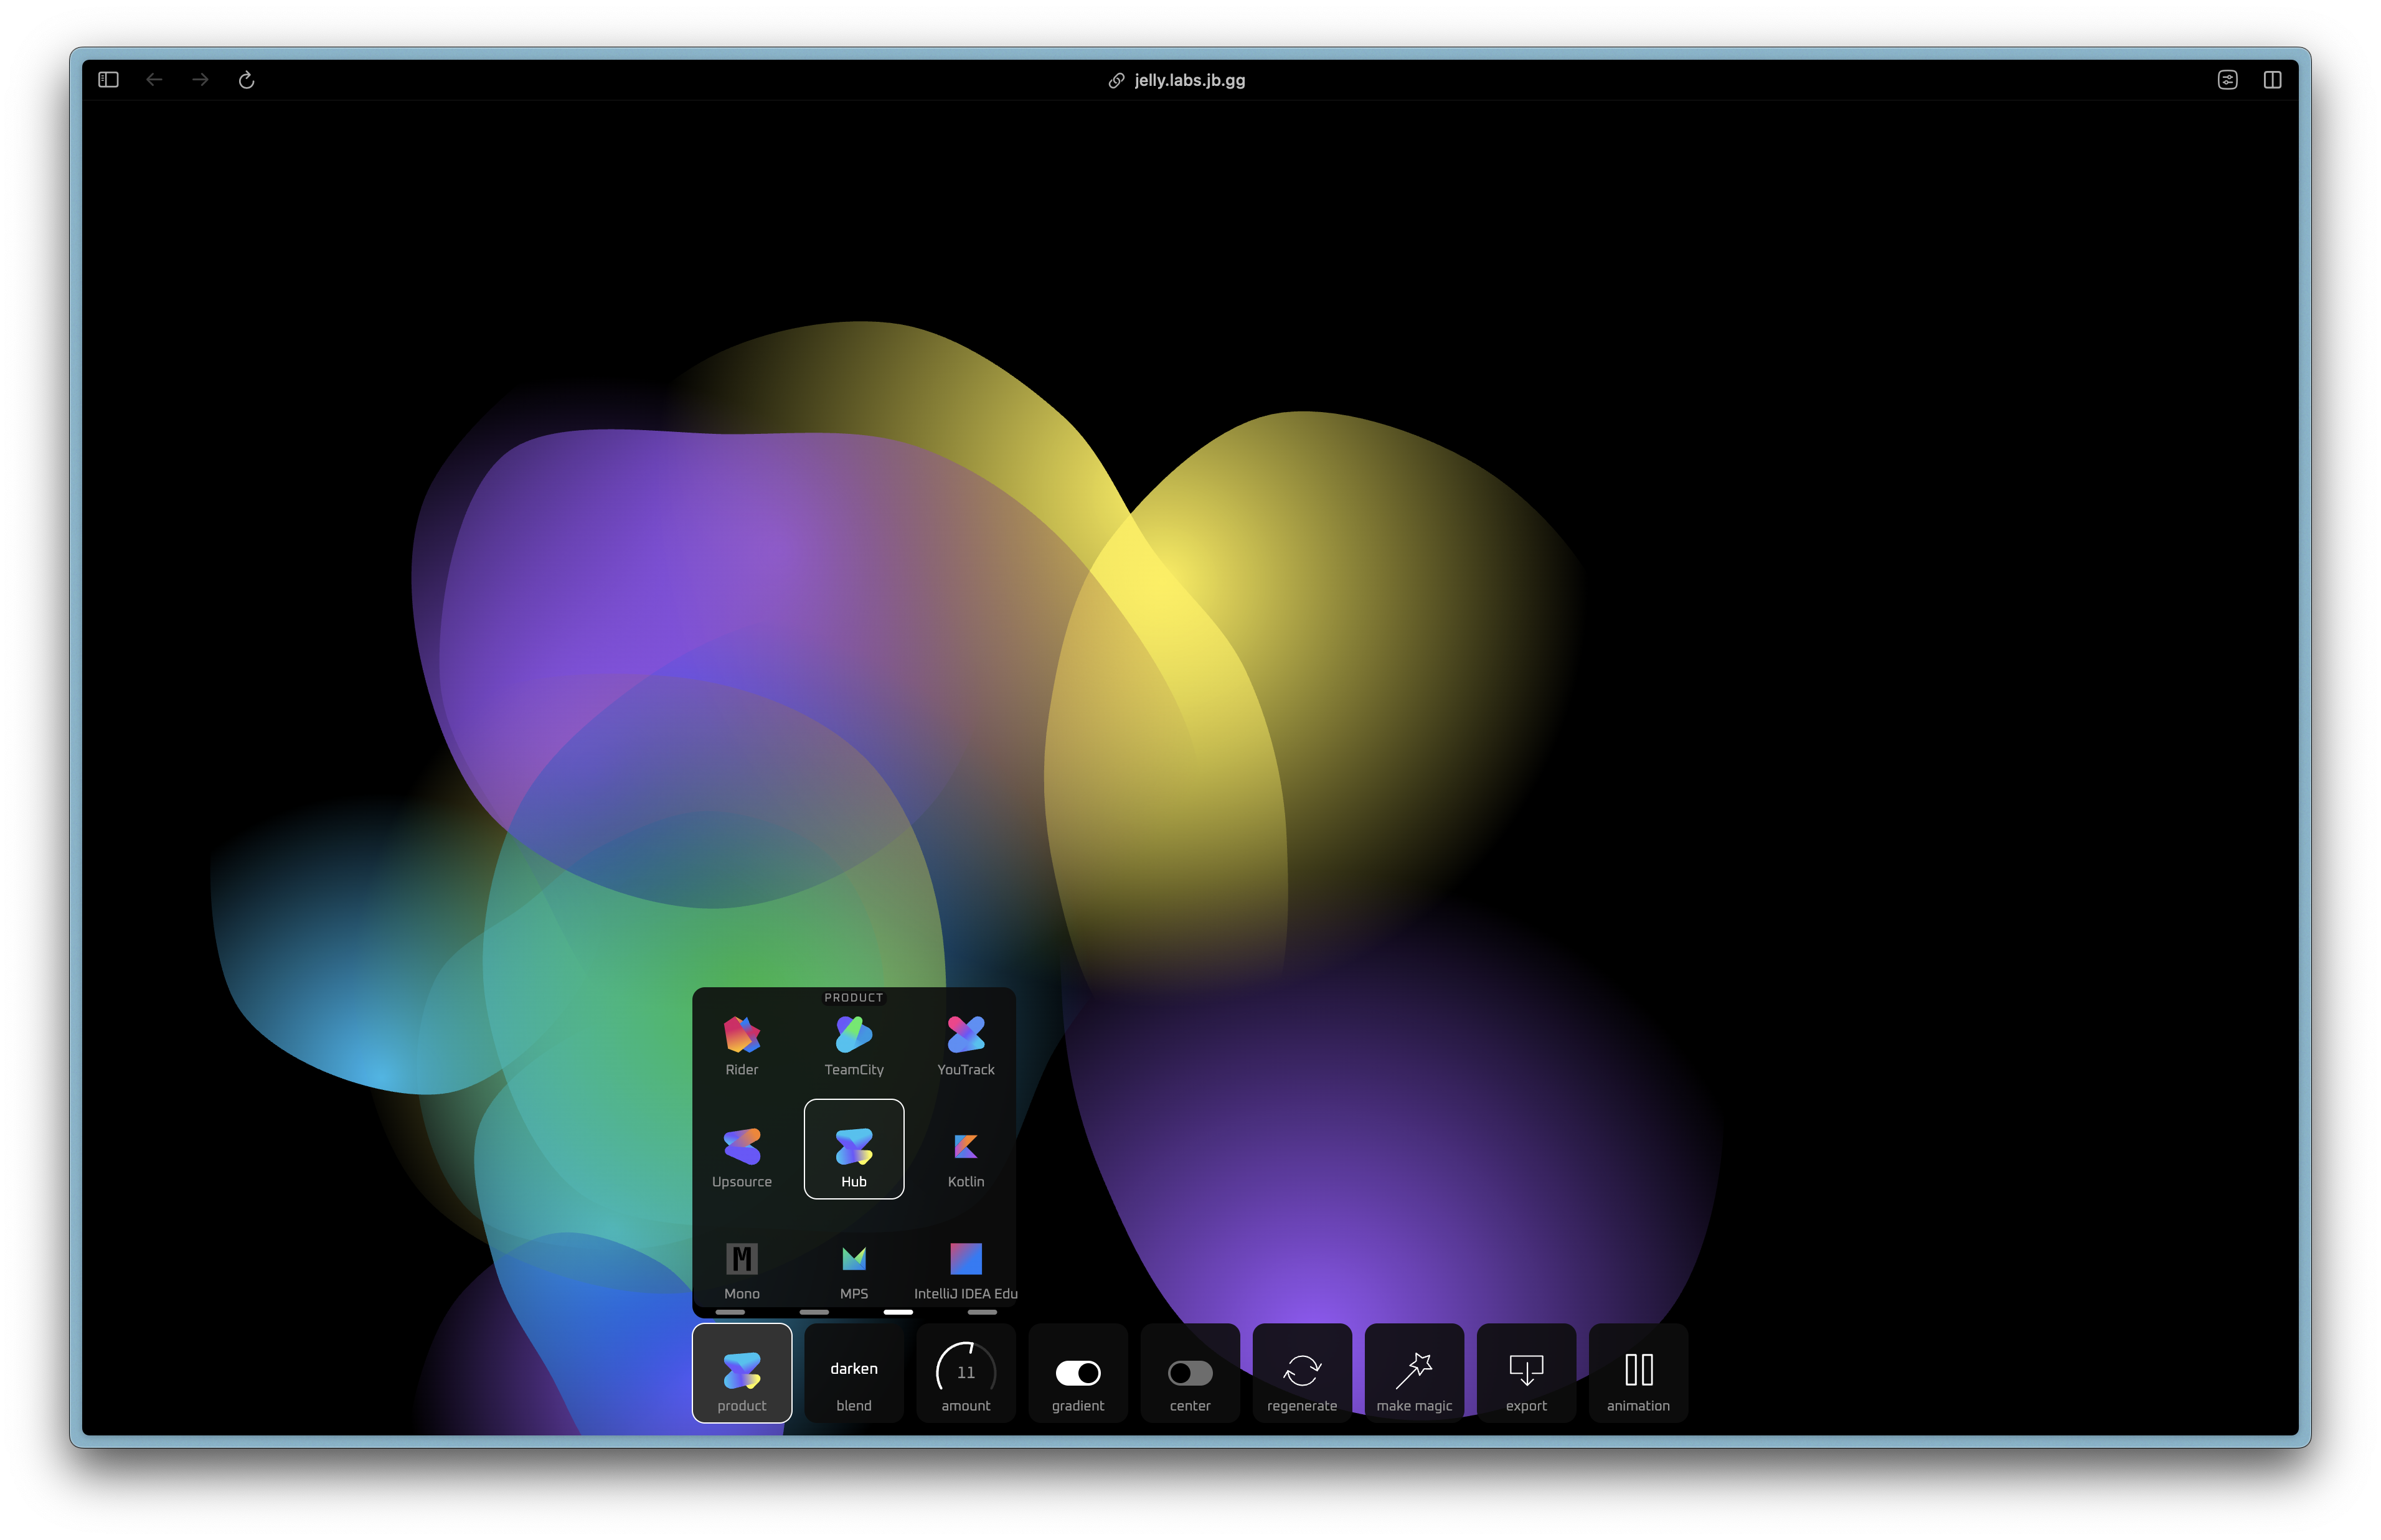 jelly.labs.jb.gg
PRODUCT
Rider TeamCity YouTrack
Upsource Hub Kotlin
M
Mono MPS IntelliJ IDEA Edu
darken 11
product blend amount gradient center regenerate make magic export animation